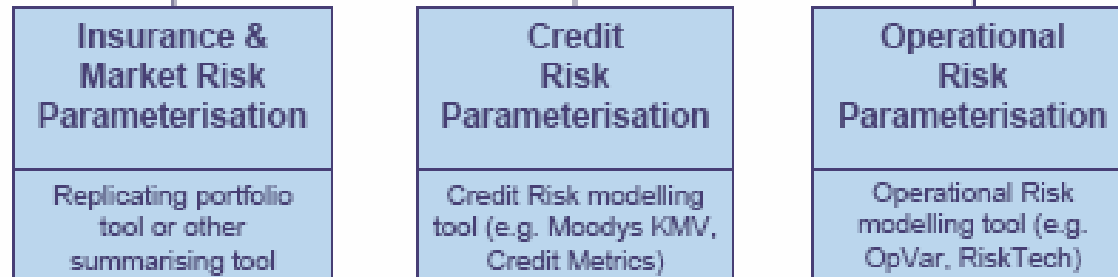 Insurance &
Market Risk
Parameterisation
Replicating portfolio
tool or other
summarising tool
Credit
Risk
Parameterisation
Credit Risk modelling
tool (e.g. Moodys KMV,
Credit Metrics)
Operational
Risk
Parameterisation
Operational Risk
modelling tool (e.g.
OpVar, RiskTech)